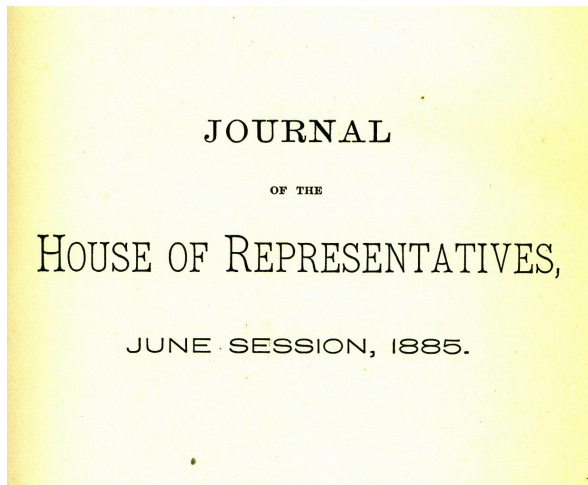 JOURNAL
OF THE
HOUSE OF REPRESENTATIVES,
JUNE SESSION, 1885.